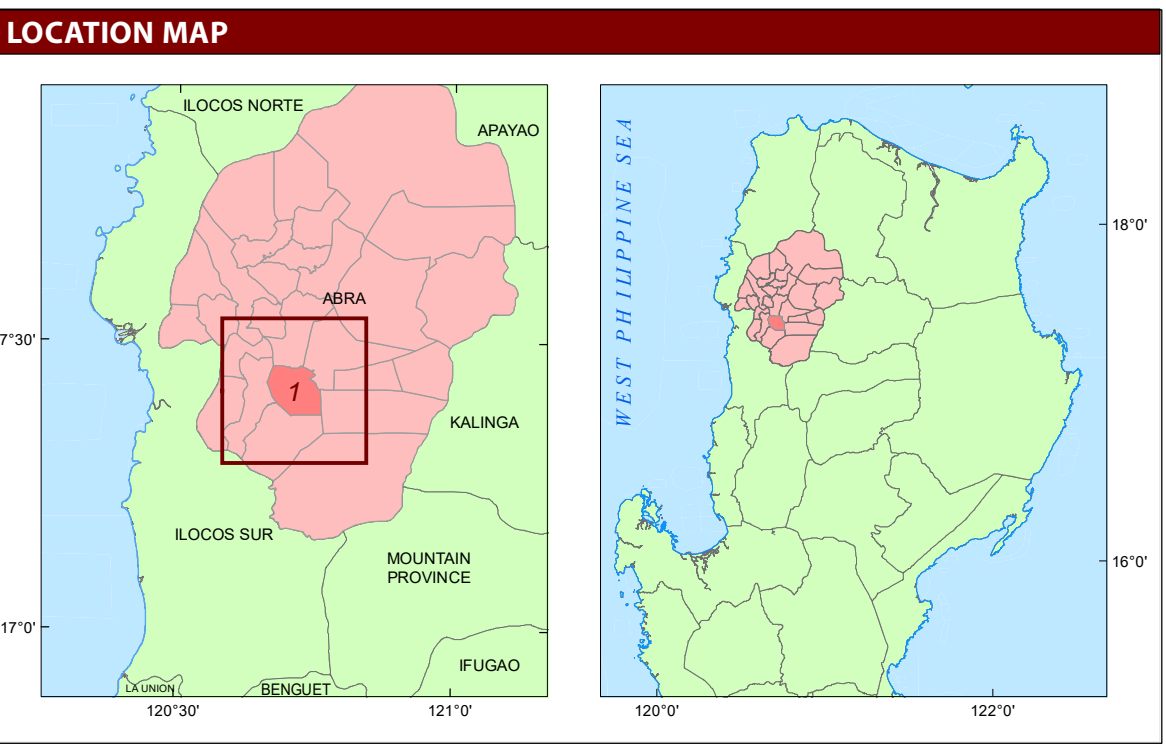 LOCATION MAP
ILOCOS NORTE
APAYAO
ABRA
7°30'
1
KALINGA
ILOCOS SUR
MOUNTAIN
PROVINCE
17°0'
IFUGAO
LA UNION
BENGUET
120°30'
121°0'
WEST PHILIPPINE SEA
18°0'
16°0'
120°0'
122°0'